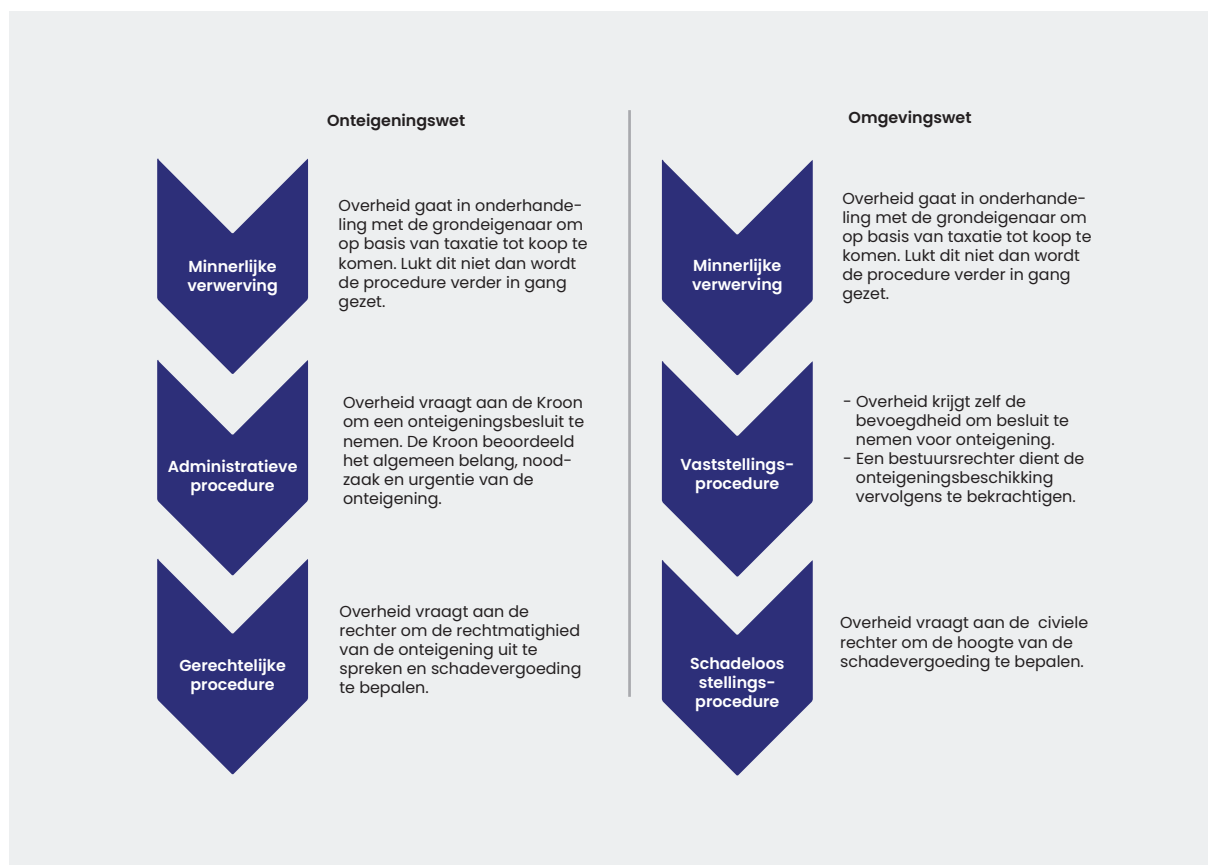 Onteigeningswet
Minnerlijke
verwerving
Overheid gaat in onderhande-
ling met de grondeigenaar om
op basis van taxatie tot koop te
komen. Lukt dit niet dan wordt
de procedure verder in gang
gezet.
Administratieve
procedure
Overheid vraagt aan de Kroon
om een onteigeningsbesluit te
nemen. De Kroon beoordeeld
het algemeen belang, nood-
zaak en urgentie van de
onteigening.
Gerechtelijke
procedure
Overheid vraagt aan de
rechter om de rechtmatighied
van de onteigening uit te
spreken en schadevergoeding
te bepalen.
Omgevingswet
Minnerlijke
verwerving
Overheid gaat in onderhande-
ling met de grondeigenaar om
op basis van taxatie tot koop te
komen. Lukt dit niet dan wordt
de procedure verder in gang
gezet.
Vaststellings-
procedure
- Overheid krijgt zelf de
bevoegdheid om besluit te
nemen voor onteigening.
- Een bestuursrechter dient de
onteigeningsbeschikking
vervolgens te bekrachtigen.
Schadeloos
stellings-
procedure
Overheid vraagt aan de civiele
rechter om de hoogte van de
schadevergoeding te bepalen.